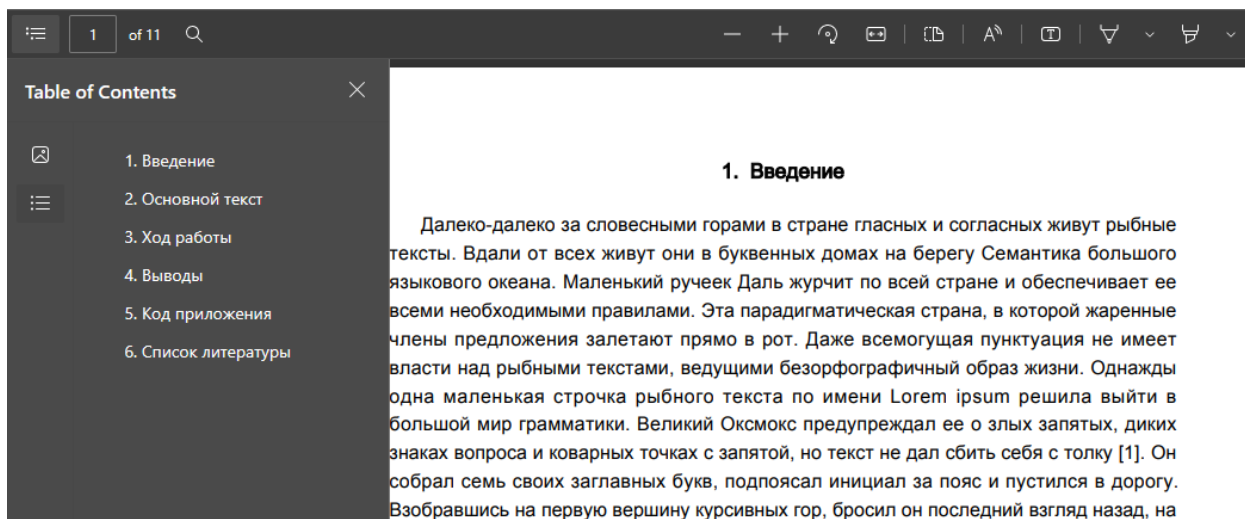 1 of 11
Table of Contents
1. Введение
2. Основной текст
3. Ход работы
4. Выводы
5. Код приложения
6. Список литературы
1. Введение
Далеко-далеко за словесными горами в стране гласных и согласных живут рыбные
тексты. Вдали от всех живут они в буквенных домах на берегу Семантика большого
языкового океана. Маленький ручеек Даль журчит по всей стране и обеспечивает ее
всеми необходимыми правилами. Эта парадигматическая страна, в которой жаренные
члены предложения залетают прямо в рот. Даже всемогущая пунктуация не имеет
власти над рыбными текстами, ведущими безорфографичный образ жизни. Однажды
одна маленькая строчка рыбного текста по имени Lorem ipsum решила выйти в
большой мир грамматики. Великий Оксмокс предупреждал ее о злых запятых, диких
знаках вопроса и коварных точках с запятой, но текст не дал сбить себя с толку [1]. Он
собрал семь своих заглавных букв, подпоясал инициал за пояс и пустился в дорогу.
Взобравшись на первую вершину курсивных гор, бросил он последний взгляд назад, на